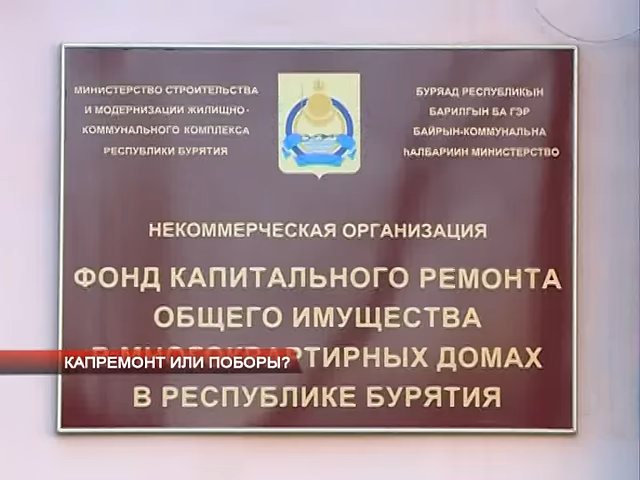 МИНИСТЕРСТВО СТРОИТЕЛЬСТВА
И МОДЕРНИЗАЦИИ ЖИЛИЩНО-
КОММУНАЛЬНОГО КОМПЛЕКСА
РЕСПУБЛИКИ БУРЯТИЯ
БУРЯАД РЕСПУБЛИКЫН
БАРИЛГЫН БА ГЭР
БАЙРЫН-КОММУНАЛЬНА
ҺАЛБАРИИН МИНИСТЕРСТВО
НЕКОММЕРЧЕСКАЯ ОРГАНИЗАЦИЯ
ФОНД КАПИТАЛЬНОГО РЕМОНТА
ОБЩЕГО ИМУЩЕСТВА
В МНОГОКВАРТИРНЫХ ДОМАХ
КАПРЕМОНТ ИЛИ ПОБОРЫ?
В РЕСПУБЛИКЕ БУРЯТИЯ